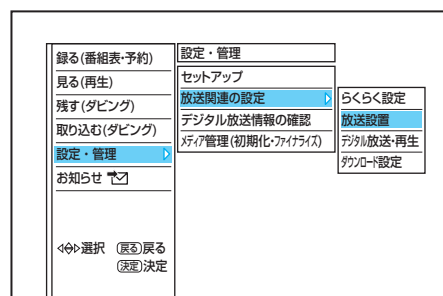 録る(番組表･予約)
見る(再生)
残す(ダビング)
取り込む(ダビング)
設定・管理
お知らせ
選択 戻る戻る
決定決定
設定・管理
セットアップ
放送関連の設定
デジタル放送情報の確認
メディア管理(初期化･ファイナライズ)
らくらく設定
放送設置
デジタル放送･再生
ダウンロード設定